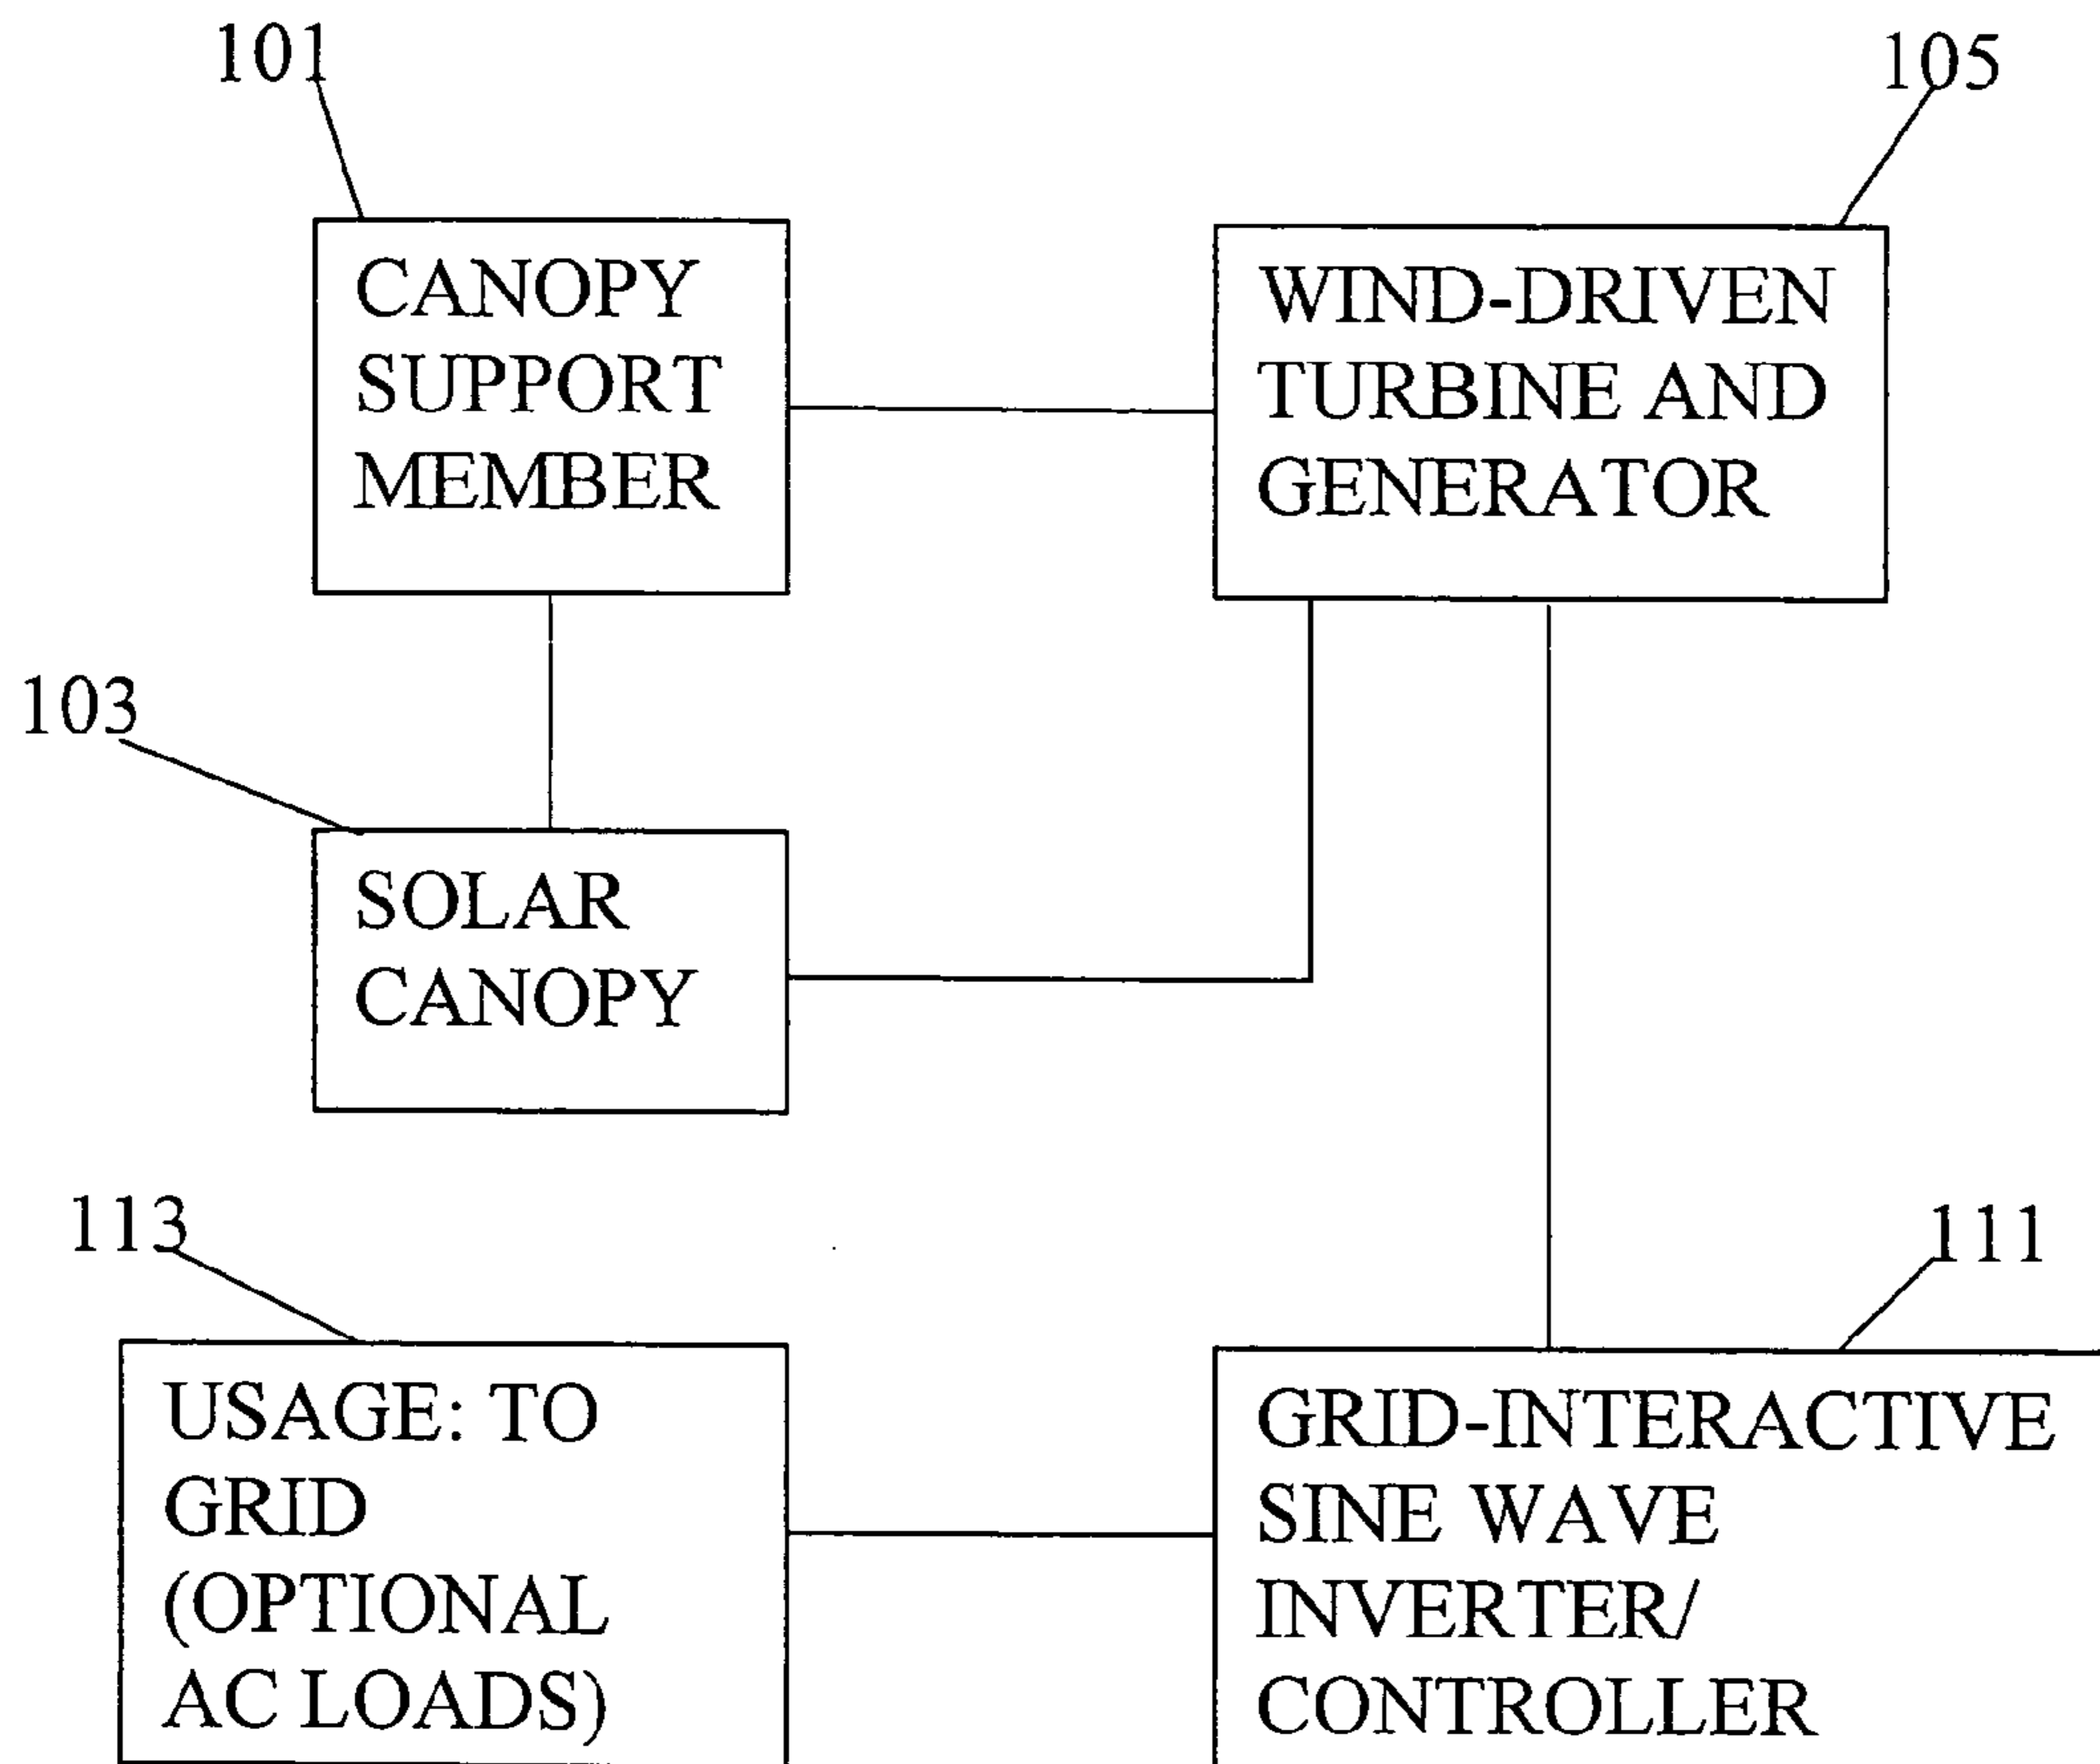 101
105
CANOPY
SUPPORT
MEMBER
WIND-DRIVEN
TURBINE AND
GENERATOR
103
SOLAR
CANOPY
113
111
USAGE: TO
GRID
(OPTIONAL
AC LOADS)
GRID-INTERACTIVE
SINE WAVE
INVERTER/
CONTROLLER